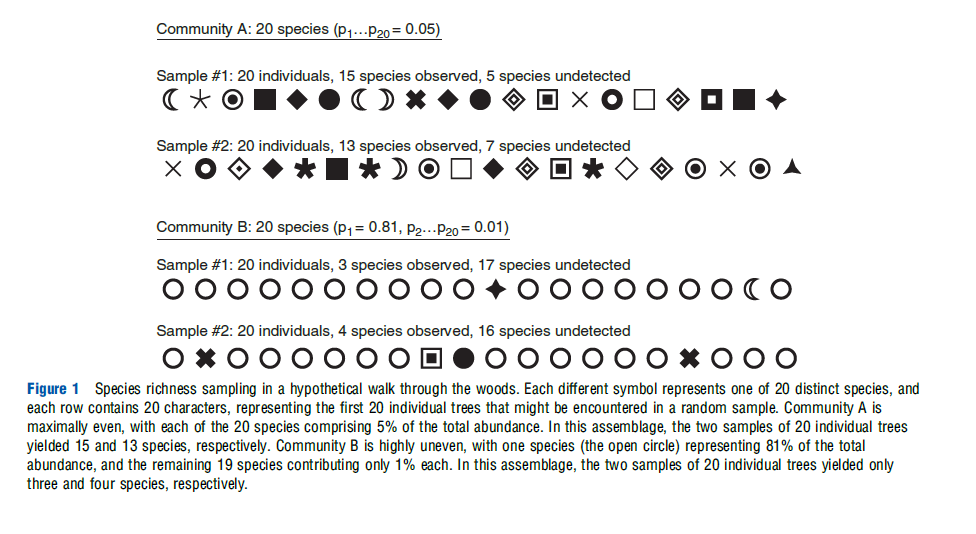 Community A: 20 species (p1...p20 = 0.05)
Sample #1: 20 individuals, 15 species observed, 5 species undetected
Sample #2: 20 individuals, 13 species observed, 7 species undetected
Community B: 20 species (p1 = 0.81, p2...p20 = 0.01)
Sample #1: 20 individuals, 3 species observed, 17 species undetected
Sample #2: 20 individuals, 4 species observed, 16 species undetected
Figure 1 Species richness sampling in a hypothetical walk through the woods. Each different symbol represents one of 20 distinct species, and
each row contains 20 characters, representing the first 20 individual trees that might be encountered in a random sample. Community A is
maximally even, with each of the 20 species comprising 5% of the total abundance. In this assemblage, the two samples of 20 individual trees
yielded 15 and 13 species, respectively. Community B is highly uneven, with one species (the open circle) representing 81% of the total
abundance, and the remaining 19 species contributing only 1% each. In this assemblage, the two samples of 20 individual trees yielded only
three and four species, respectively.